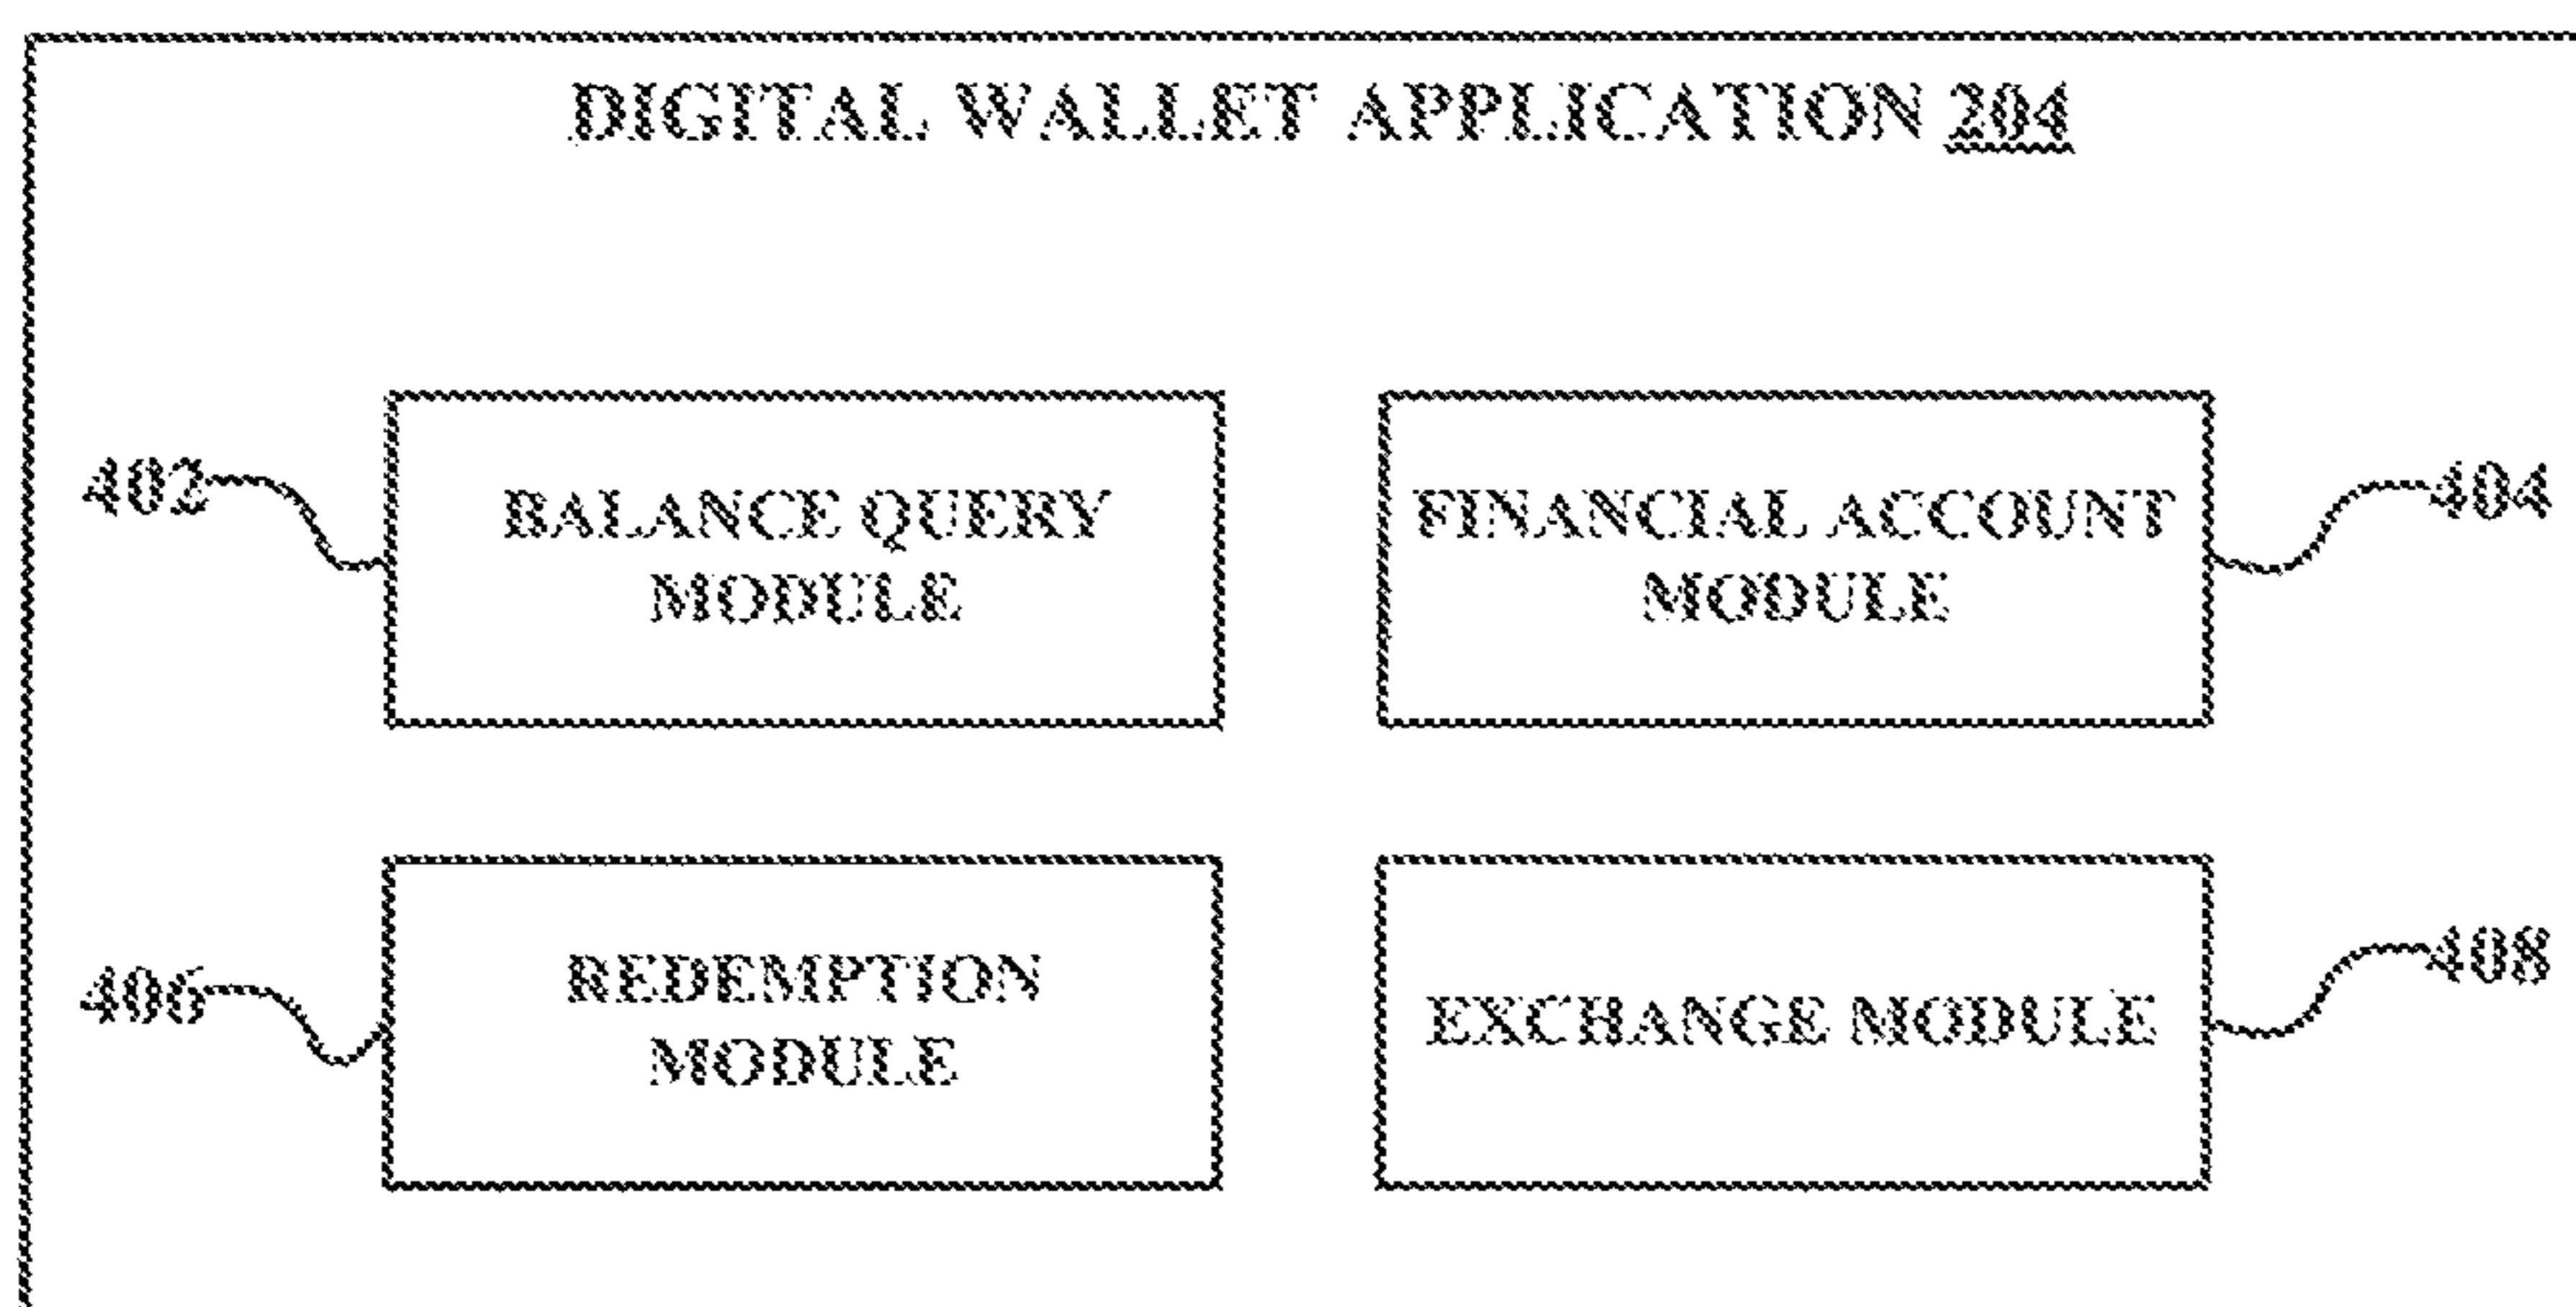 DIGITAL WALLET APPLICATION 204
402
BALANCE QUERY
MODULE
FINANCIAL ACCOUNT
MODULE
404
406
REDEMPTION
MODULE
EXCHANGE MODULE
408